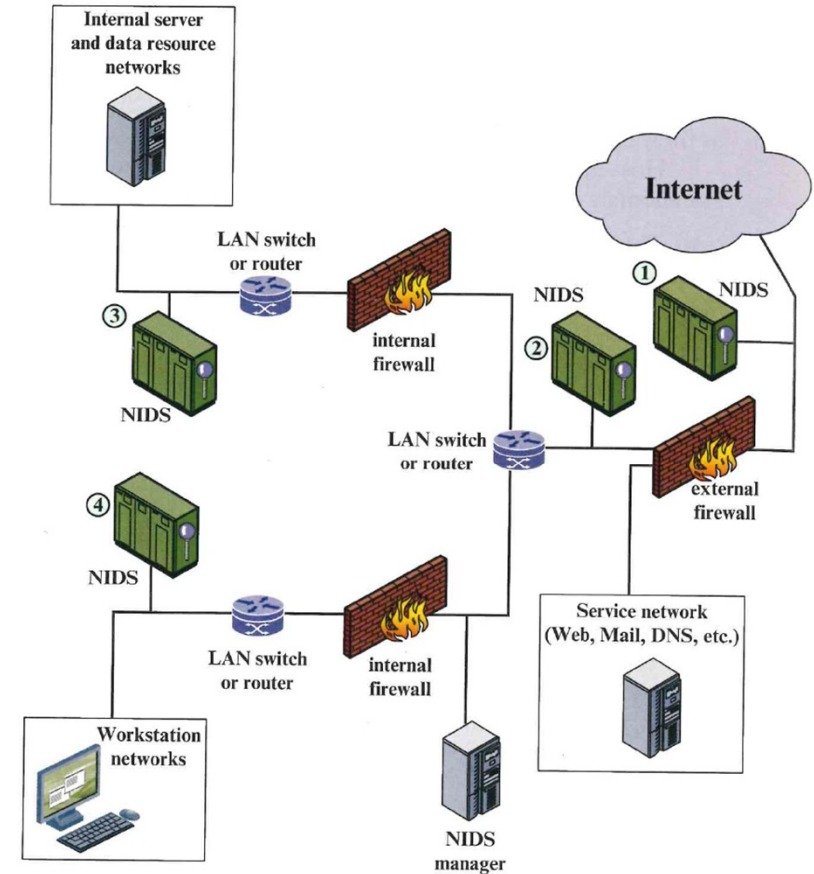 Internal server
and data resource
networks
Internet
LAN switch
or router
internal
firewall
1
NIDS
NIDS
2
3
NIDS
LAN switch
or router
external
firewall
4
NIDS
LAN switch
or router
internal
firewall
Service network
(Web, Mail, DNS, etc.)
Workstation
networks
NIDS
manager